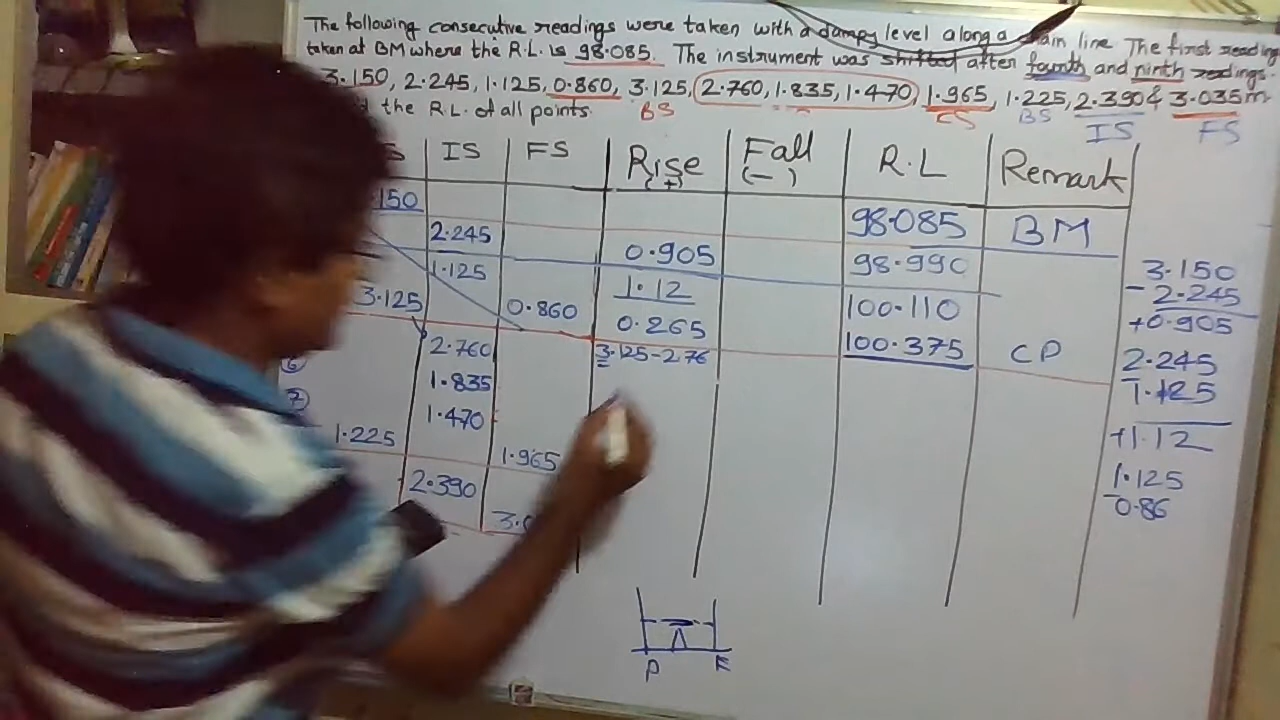 The following consecutive readings were taken with a dumpy level along a chain line The first reading
taken at BM where the R.L. is 98.085. The instrument was shifted after fourth and ninth readings.
3.150, 2.245, 1.125, 0.860, 3.125, 2.760, 1.835, 1.470, 1.965, 1.225, 2.390 & 3.035m
the R.L. of all points. BS CS BS IS FS
S IS FS Rise (+) Fall (-) R.L Remark
.150 98.085 BM
2.245 0.905 98.990
1.125 1.12 100.110
3.125 0.860 0.265 100.375 CP
6 2.760 3.125-2.76
7 1.835
1.470
1.225 1.965
2.390
3.0
3.150
- 2.245
+0.905
2.245
1.125
+1.12
1.125
-0.86
P F